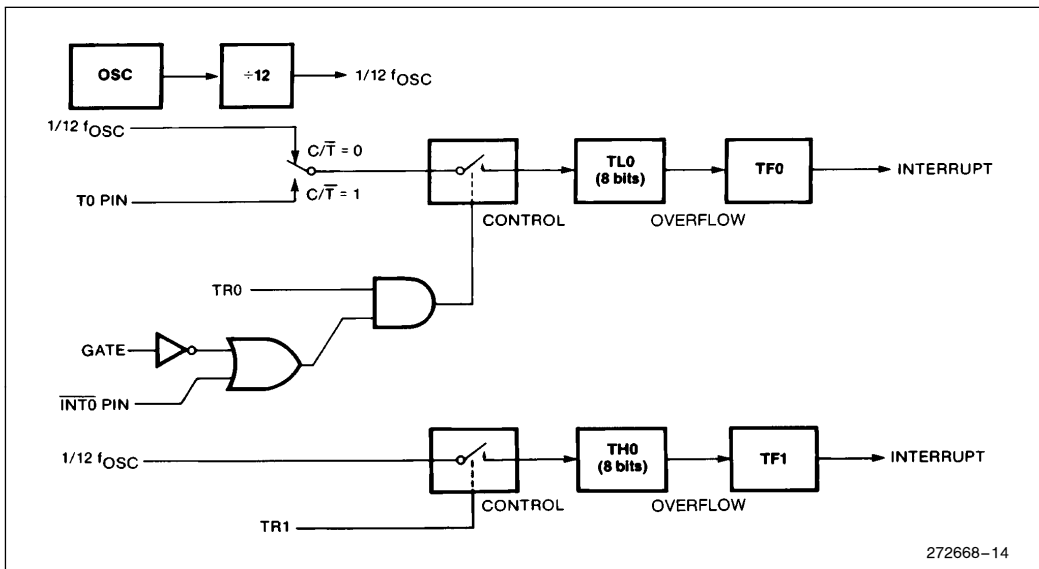 OSC
÷12
1/12 fOSC
1/12 fOSC
C/T̅ = 0
T0 PIN
C/T̅ = 1
CONTROL
TL0
(8 bits)
OVERFLOW
TF0
INTERRUPT
TR0
GATE
I̅N̅T̅0̅ PIN
1/12 fOSC
CONTROL
TH0
(8 bits)
OVERFLOW
TF1
INTERRUPT
TR1
272668–14